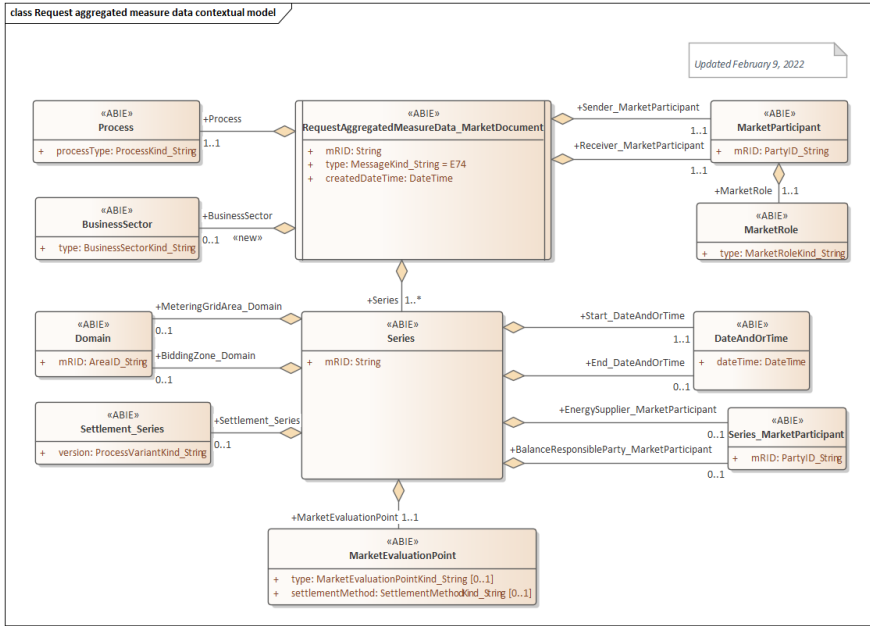 class Request aggregated measure data contextual model
Updated February 9, 2022
«ABIE»
Process
+ processType: ProcessKind_String
+Process
1..1
«ABIE»
RequestAggregatedMeasureData_MarketDocument
+ mRID: String
+ type: MessageKind_String = E74
+ createdDateTime: DateTime
+Sender_MarketParticipant
1..1
+Receiver_MarketParticipant
1..1
«ABIE»
MarketParticipant
+ mRID: PartyID_String
+MarketRole 1..1
«ABIE»
MarketRole
+ type: MarketRoleKind_String
«ABIE»
BusinessSector
+ type: BusinessSectorKind_String
+BusinessSector
0..1 «new»
+Series 1..*
«ABIE»
Domain
+ mRID: AreaID_String
+MeteringGridArea_Domain
0..1
+BiddingZone_Domain
0..1
«ABIE»
Series
+ mRID: String
+Start_DateAndOrTime
1..1
+End_DateAndOrTime
0..1
«ABIE»
DateAndOrTime
+ dateTime: DateTime
«ABIE»
Settlement_Series
+ version: ProcessVariantKind_String
+Settlement_Series
0..1
+EnergySupplier_MarketParticipant
0..1
+BalanceResponsibleParty_MarketParticipant
0..1
«ABIE»
Series_MarketParticipant
+ mRID: PartyID_String
+MarketEvaluationPoint 1..1
«ABIE»
MarketEvaluationPoint
+ type: MarketEvaluationPointKind_String [0..1]
+ settlementMethod: SettlementMethodKind_String [0..1]